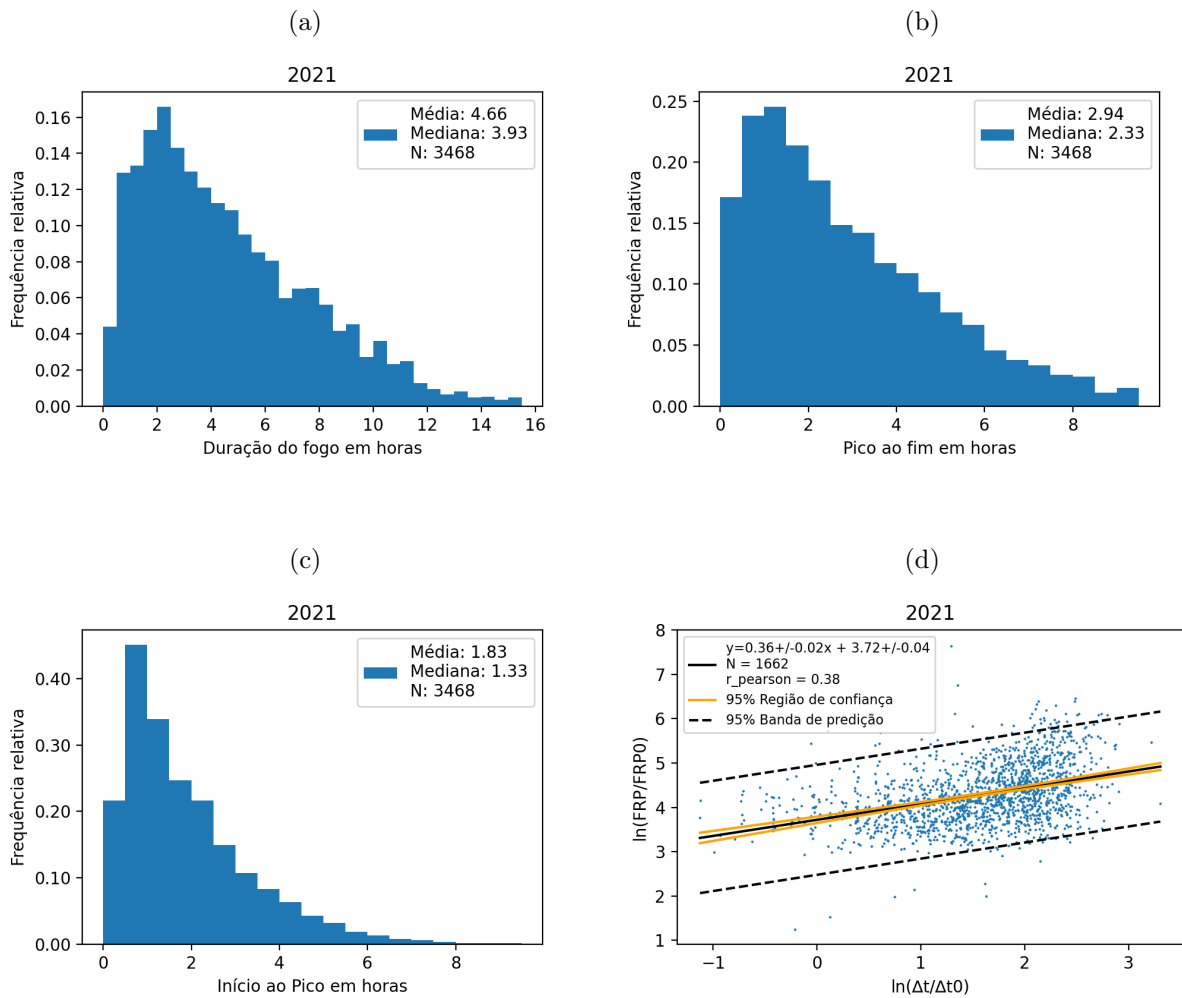 (a)
2021
Média: 4.66
Mediana: 3.93
N: 3468
Frequência relativa
0.16
0.14
0.12
0.10
0.08
0.06
0.04
0.02
0.00
0 2 4 6 8 10 12 14 16
Duração do fogo em horas
(b)
2021
Média: 2.94
Mediana: 2.33
N: 3468
Frequência relativa
0.25
0.20
0.15
0.10
0.05
0.00
0 2 4 6 8
Pico ao fim em horas
(c)
2021
Média: 1.83
Mediana: 1.33
N: 3468
Frequência relativa
0.40
0.30
0.20
0.10
0.00
0 2 4 6 8
Início ao Pico em horas
(d)
2021
y=0.36+/-0.02x + 3.72+/-0.04
N = 1662
r_pearson = 0.38
95% Região de confiança
95% Banda de predição
ln(FRP/FRP0)
8
7
6
5
4
3
2
1
−1 0 1 2 3
ln(Δt/Δt0)